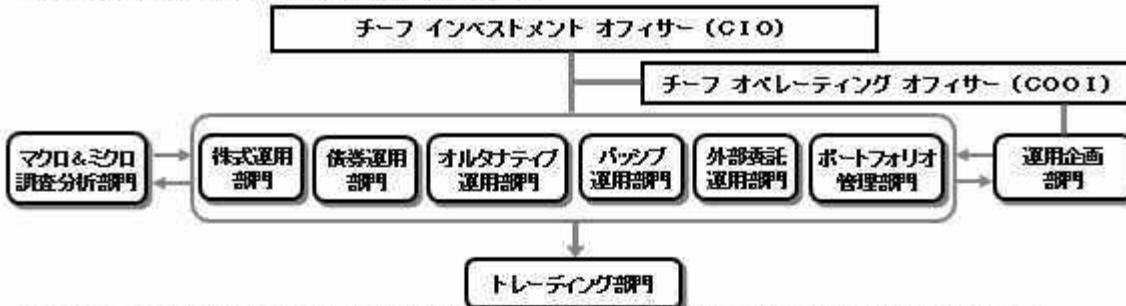 チーフ インベストメント オフィサー (CIO)
チーフ オペレーティング オフィサー (COOI)
マクロ&ミクロ
調査分析部門
株式運用
部門
債券運用
部門
オルタナティブ
運用部門
パッシブ
運用部門
外部委託
運用部門
ポートフォリオ
管理部門
運用企画
部門
トレーディング部門